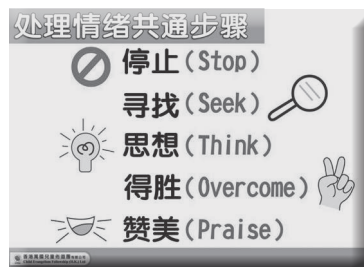 处理情绪共通步骤
停止(Stop)
寻找(Seek)
思想(Think)
得胜(Overcome)
赞美(Praise)